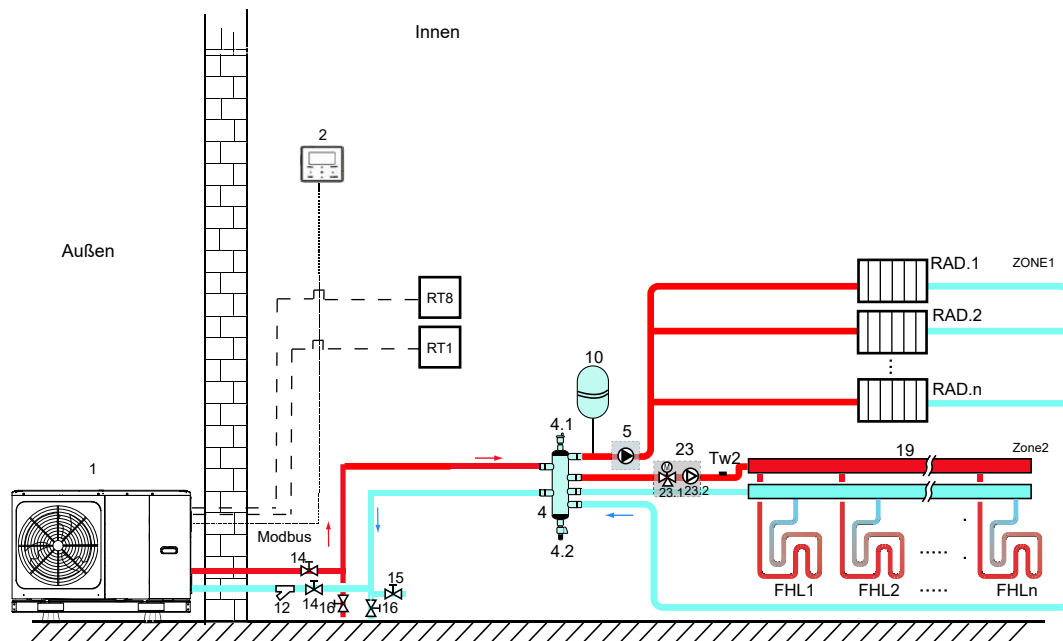 Innen
2
Außen
RT8
RT1
RAD.1
ZONE1
RAD.2
RAD.n
10
4.1
5
23
Tw2
19
Zone2
M
23.1
23.2
1
4
4.2
Modbus
14
12
14
16
16
15
FHL1
FHL2
FHLn